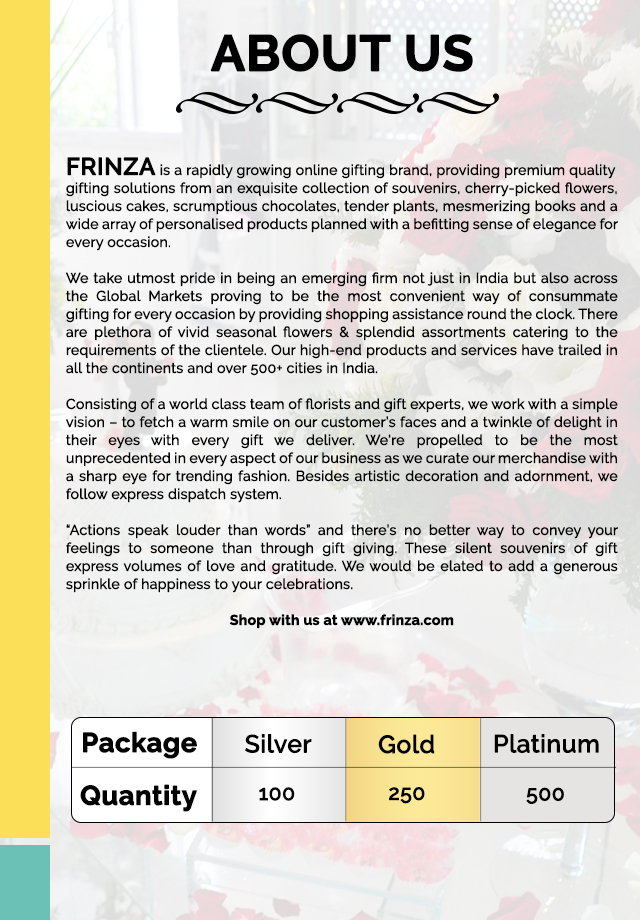 ABOUT US
FRINZA is a rapidly growing online gifting brand, providing premium quality
gifting solutions from an exquisite collection of souvenirs, cherry-picked flowers,
luscious cakes, scrumptious chocolates, tender plants, mesmerizing books and a
wide array of personalised products planned with a befitting sense of elegance for
every occasion.
We take utmost pride in being an emerging firm not just in India but also across
the Global Markets proving to be the most convenient way of consummate
gifting for every occasion by providing shopping assistance round the clock. There
are plethora of vivid seasonal flowers & splendid assortments catering to the
requirements of the clientele. Our high-end products and services have trailed in
all the continents and over 500+ cities in India.
Consisting of a world class team of florists and gift experts, we work with a simple
vision – to fetch a warm smile on our customer's faces and a twinkle of delight in
their eyes with every gift we deliver. We're propelled to be the most
unprecedented in every aspect of our business as we curate our merchandise with
a sharp eye for trending fashion. Besides artistic decoration and adornment, we
follow express dispatch system.
“Actions speak louder than words” and there's no better way to convey your
feelings to someone than through gift giving. These silent souvenirs of gift
express volumes of love and gratitude. We would be elated to add a generous
sprinkle of happiness to your celebrations.
Shop with us at www.frinza.com
Package Silver Gold Platinum
Quantity 100 250 500